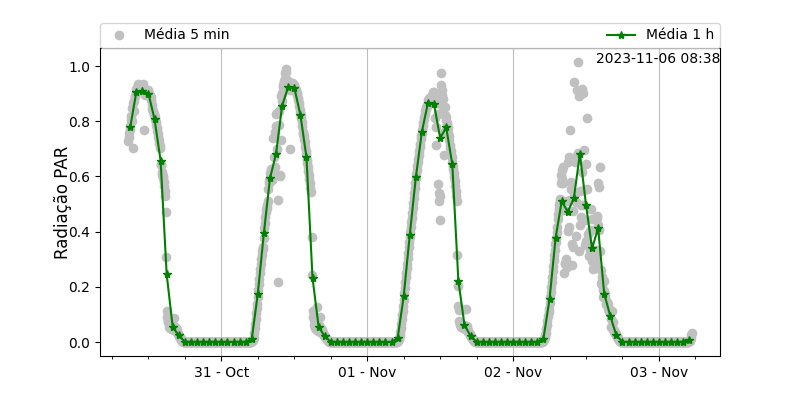 Média 5 min
Média 1 h
2023-11-06 08:38
Radiação PAR
1.0
0.8
0.6
0.4
0.2
0.0
31 - Oct
01 - Nov
02 - Nov
03 - Nov